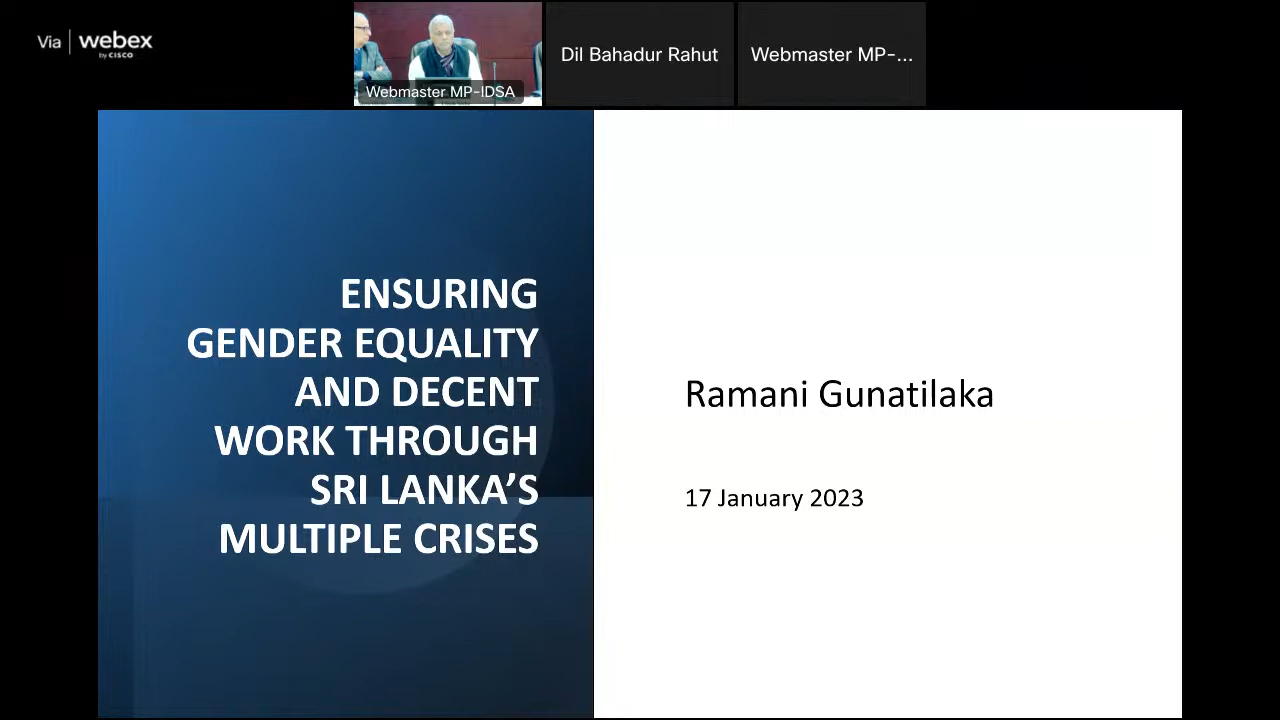 Via webex
by CISCO
Webmaster MP-IDSA
Dil Bahadur Rahut
Webmaster MP-...
ENSURING
GENDER EQUALITY
AND DECENT
WORK THROUGH
SRI LANKA’S
MULTIPLE CRISES
Ramani Gunatilaka
17 January 2023